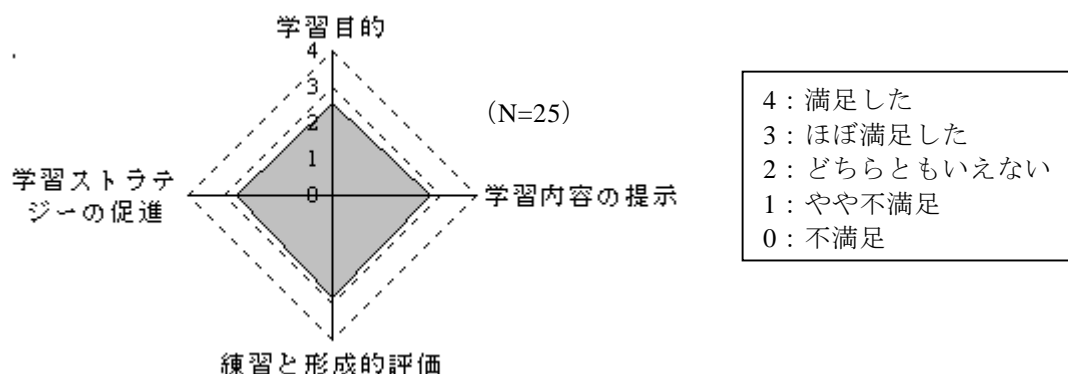 学習目的
4
3
2
1
0
(N=25)
学習ストラテ
ジーの促進
学習内容の提示
練習と形成的評価
4：満足した
3：ほぼ満足した
2：どちらともいえない
1：やや不満足
0：不満足